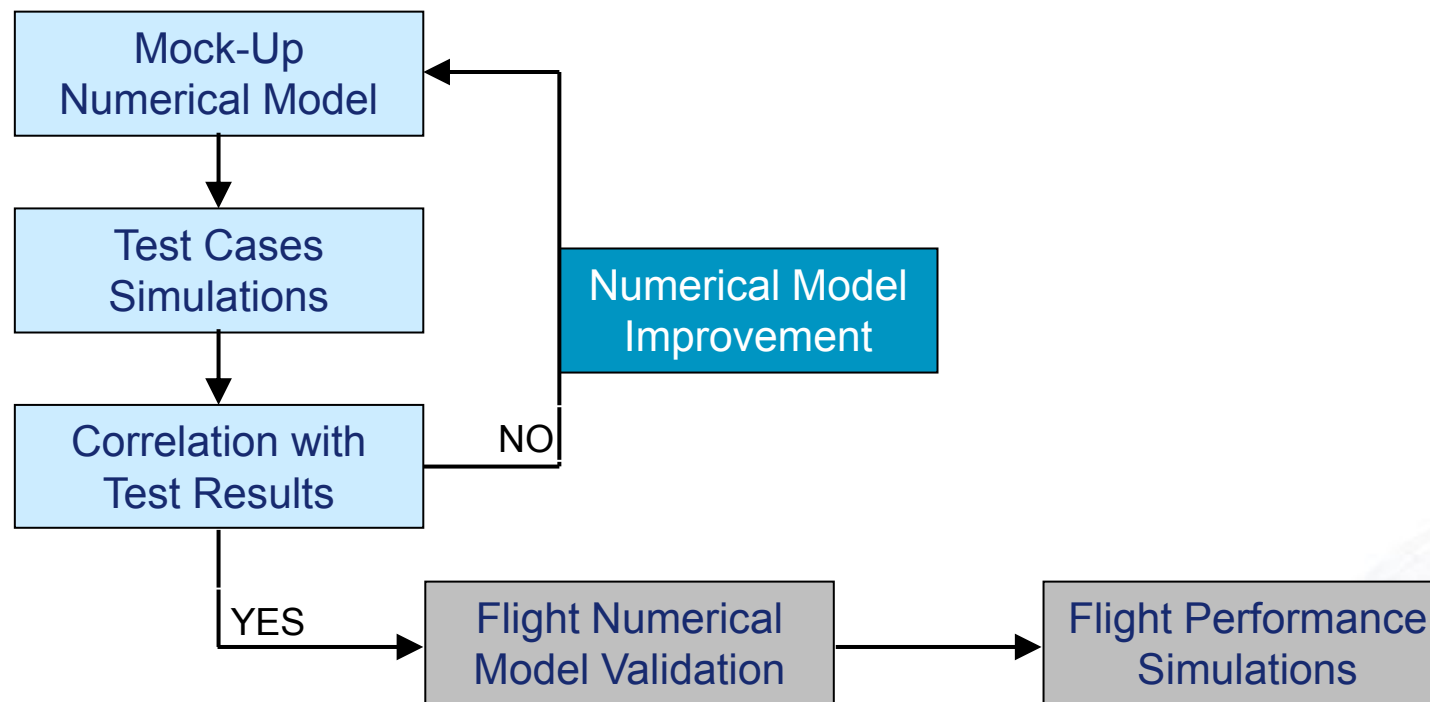 Mock-Up
Numerical Model
Test Cases
Simulations
Numerical Model
Improvement
Correlation with
Test Results
NO
YES
Flight Numerical
Model Validation
Flight Performance
Simulations